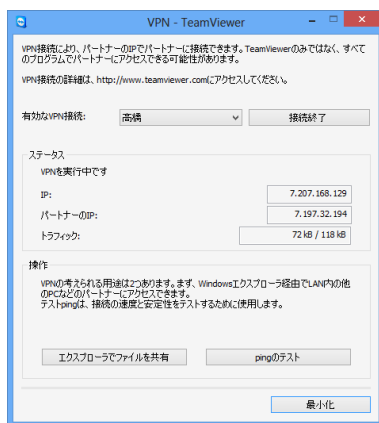 VPN - TeamViewer
VPN接続により、パートナーのIPでパートナーに接続できます。TeamViewerのみではなく、すべて
のプログラムでパートナーにアクセスできる可能性があります。
VPN接続の詳細は、http://www.teamviewer.comにアクセスしてください。
有効なVPN接続: 高橋 接続終了
ステータス
VPNを実行中です
IP: 7.207.168.129
パートナーのIP: 7.197.32.194
トラフィック: 72 kB / 118 kB
操作
VPNの考えられる用途は2つあります。まず、Windowsエクスプローラ経由でLAN内の他
のPCなどのパートナーにアクセスできます。
テストpingは、接続の速度と安定性をテストするために使用します。
エクスプローラでファイルを共有 pingのテスト
最小化